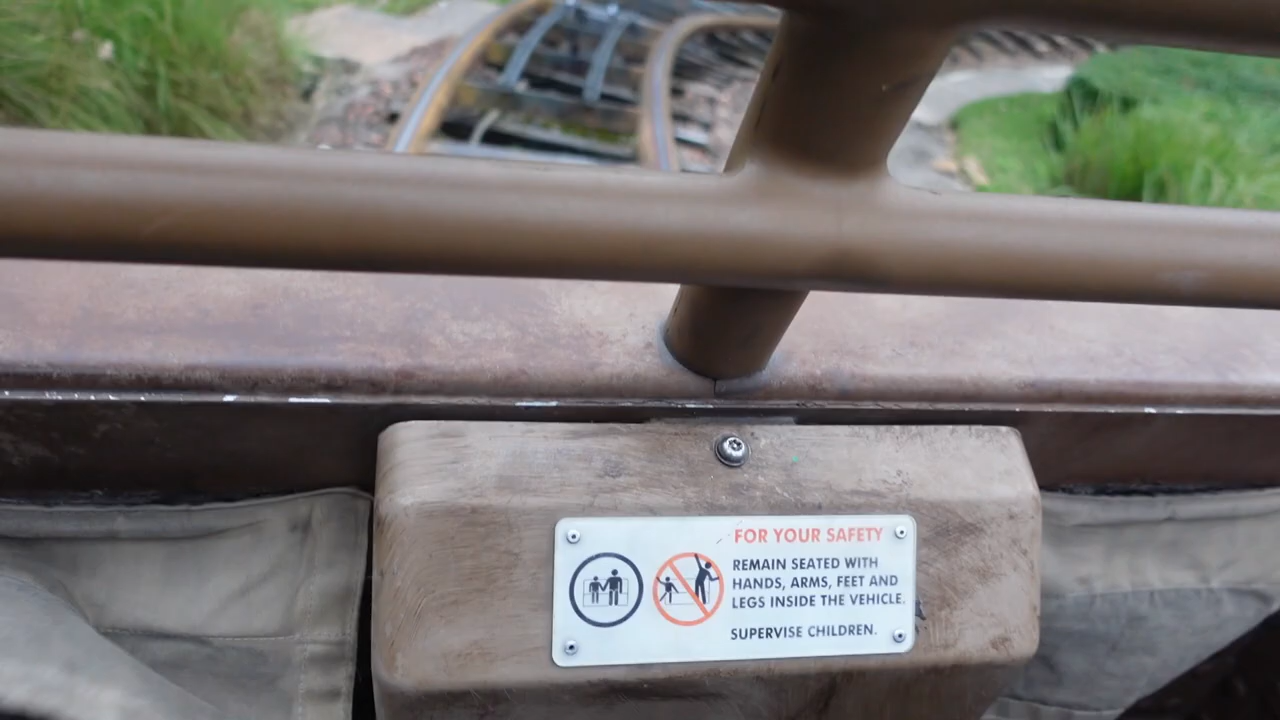 FOR YOUR SAFETY
REMAIN SEATED WITH
HANDS, ARMS, FEET AND
LEGS INSIDE THE VEHICLE.
SUPERVISE CHILDREN.